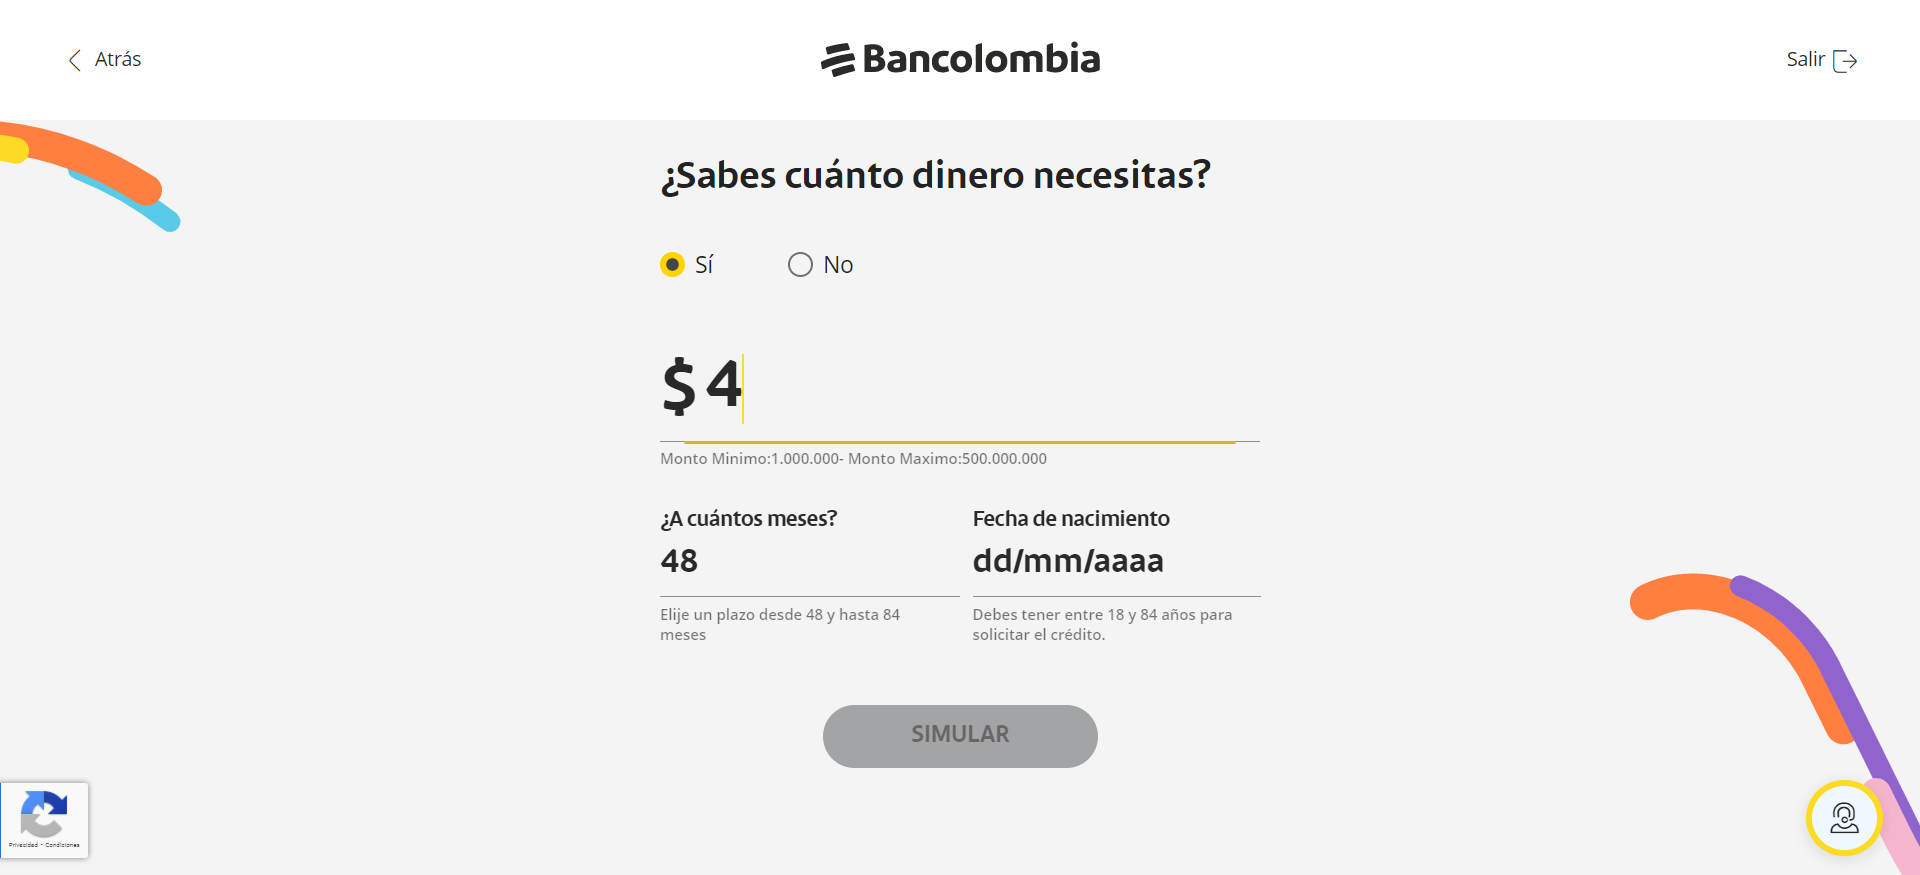 Atrás
Bancolombia
Salir
¿Sabes cuánto dinero necesitas?
Sí No
$ 4
Monto Minimo:1.000.000- Monto Maximo:500.000.000
¿A cuántos meses?
48
Elije un plazo desde 48 y hasta 84
meses
Fecha de nacimiento
dd/mm/aaaa
Debes tener entre 18 y 84 años para
solicitar el crédito.
SIMULAR
Privacidad - Condiciones